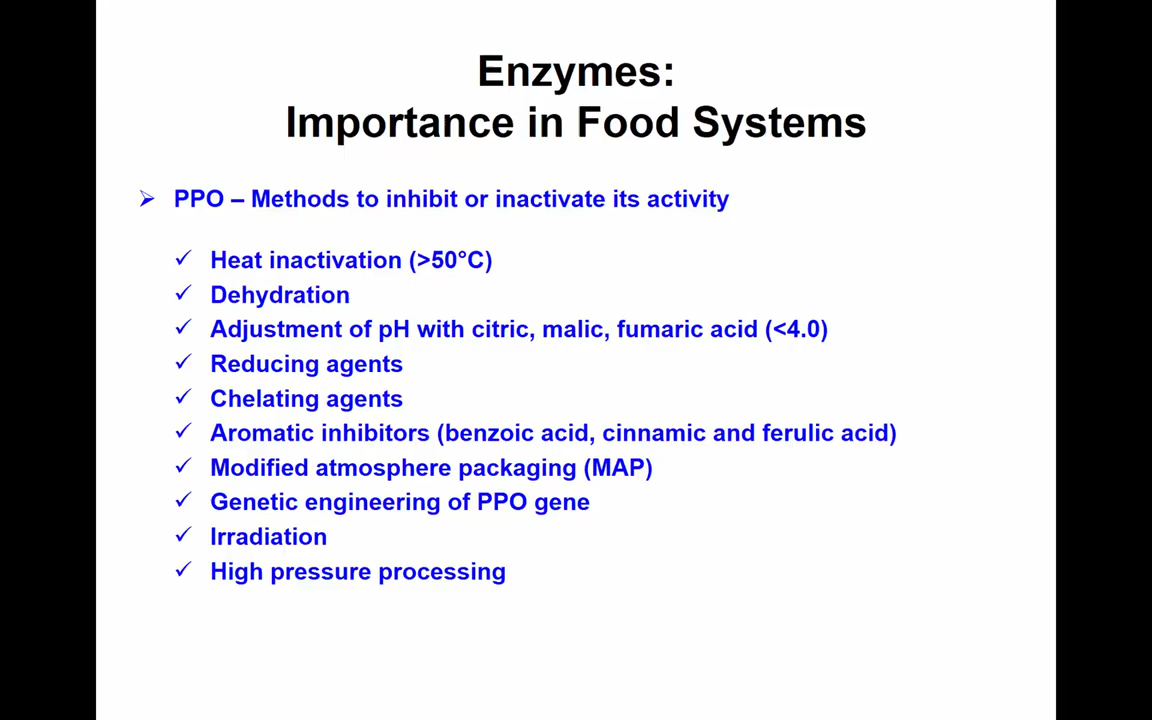 Enzymes:
Importance in Food Systems
➢ PPO – Methods to inhibit or inactivate its activity
✓ Heat inactivation (>50°C)
✓ Dehydration
✓ Adjustment of pH with citric, malic, fumaric acid (<4.0)
✓ Reducing agents
✓ Chelating agents
✓ Aromatic inhibitors (benzoic acid, cinnamic and ferulic acid)
✓ Modified atmosphere packaging (MAP)
✓ Genetic engineering of PPO gene
✓ Irradiation
✓ High pressure processing